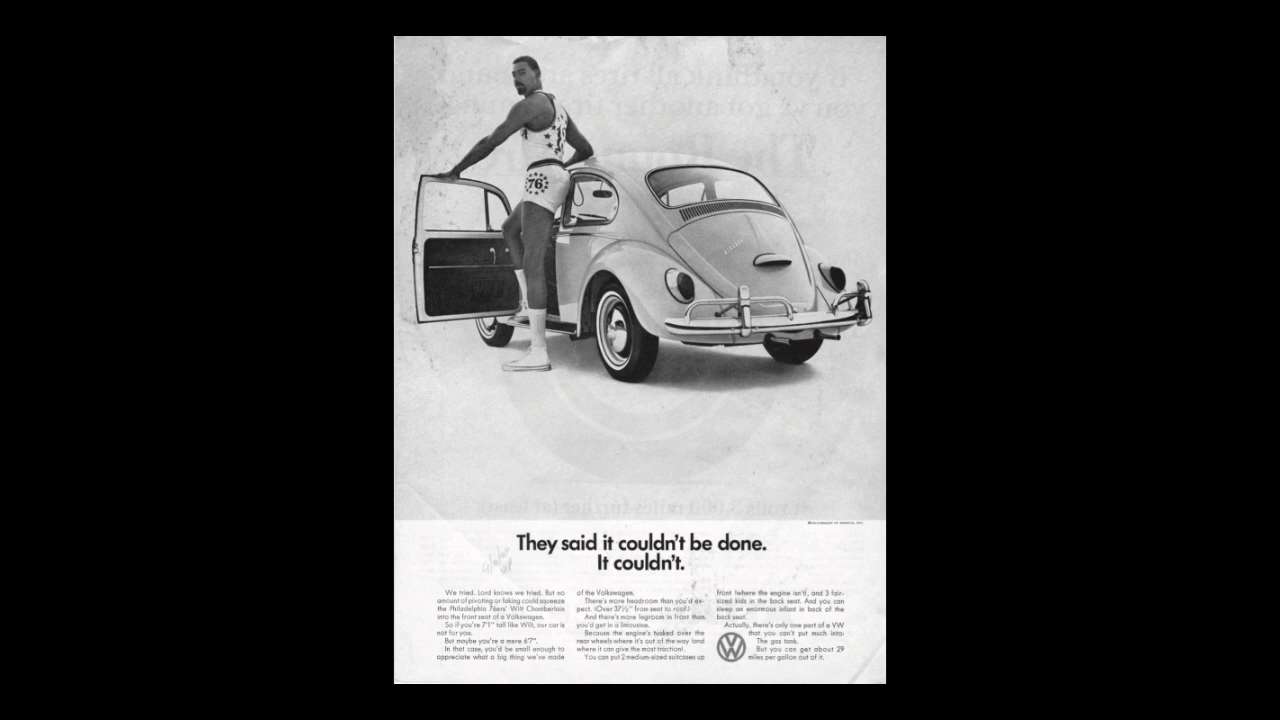 76
©VOLKSWAGEN OF AMERICA, INC.
They said it couldn't be done.
It couldn't.
We tried. Lord knows we tried. But no
amount of pivoting or faking could squeeze
the Philadelphia 76ers' Wilt Chamberlain
into the front seat of a Volkswagen.
So if you're 7'1" tall like Wilt, our car is
not for you.
But maybe you're a mere 6'7".
In that case, you'd be small enough to
appreciate what a big thing we've made
of the Volkswagen.
There's more headroom than you'd ex-
pect. (Over 37½" from seat to roof.)
And there's more legroom in front than
you'd get in a limousine.
Because the engine's tucked over the
rear wheels where it's out of the way (and
where it can give the most traction).
You can put 2 medium-sized suitcases up
front (where the engine isn't), and 3 fair-
sized kids in the back seat. And you can
sleep an enormous infant in back of the
back seat.
Actually, there's only one part of a VW
that you can't put much into:
The gas tank.
But you can get about 29
miles per gallon out of it.